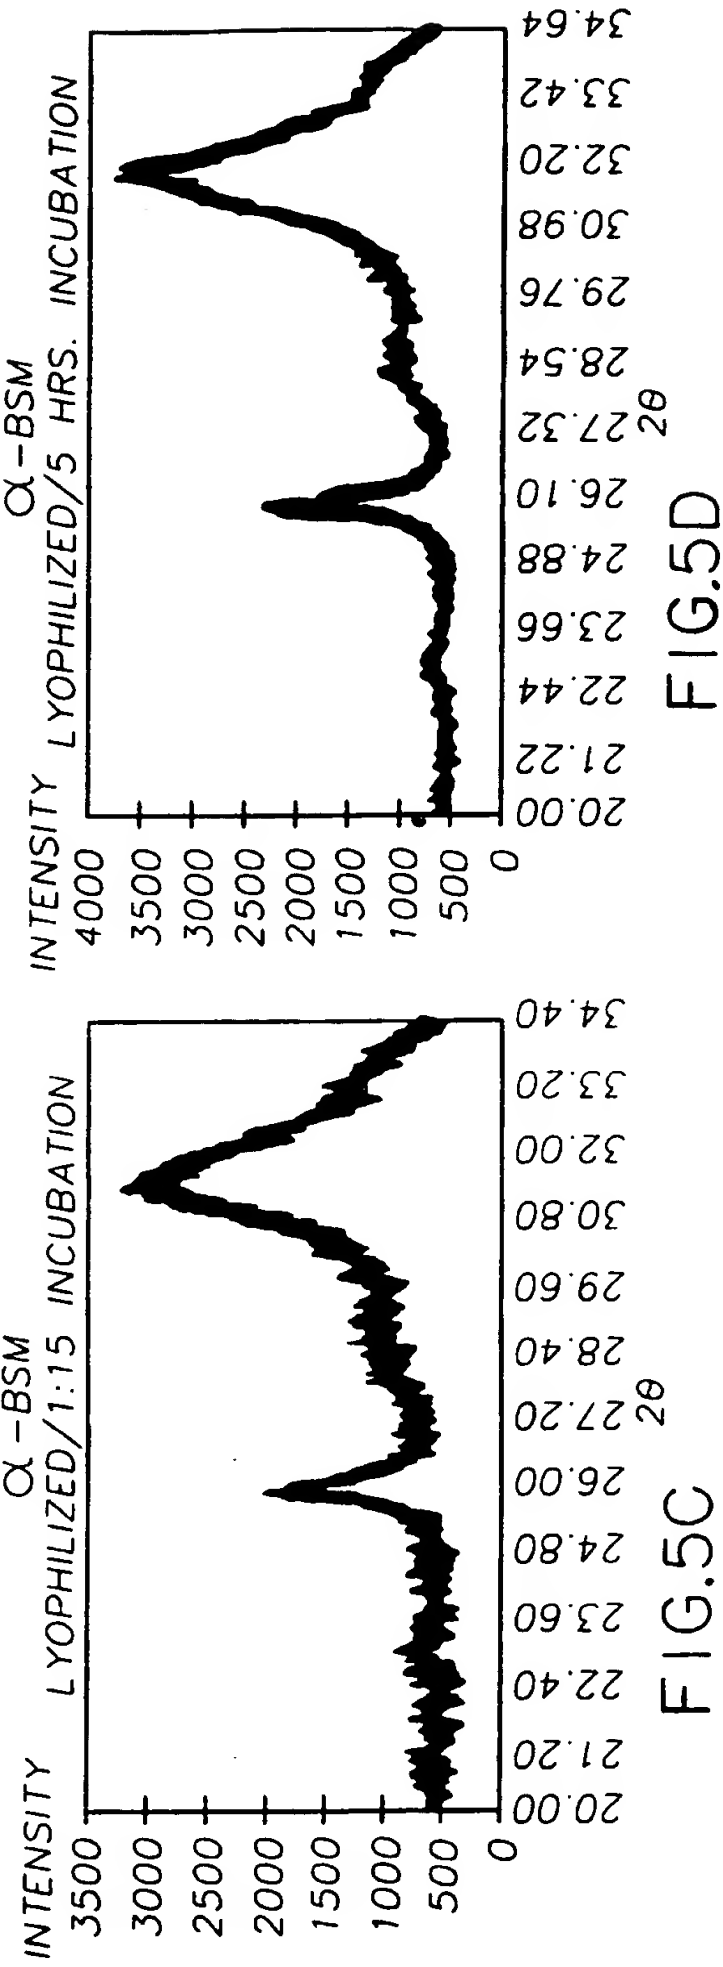 α-BSM
INTENSITY LYOPHILIZED/1:15 INCUBATION
3500
3000
2500
2000
1500
1000
500
0
20.00 21.20 22.40 23.60 24.80 26.00 27.20 28.40 29.60 30.80 32.00 33.20 34.40
2θ
FIG.5C
α-BSM
INTENSITY LYOPHILIZED/5 HRS. INCUBATION
4000
3500
3000
2500
2000
1500
1000
500
0
20.00 21.22 22.44 23.66 24.88 26.10 27.32 28.54 29.76 30.98 32.20 33.42 34.64
2θ
FIG.5D